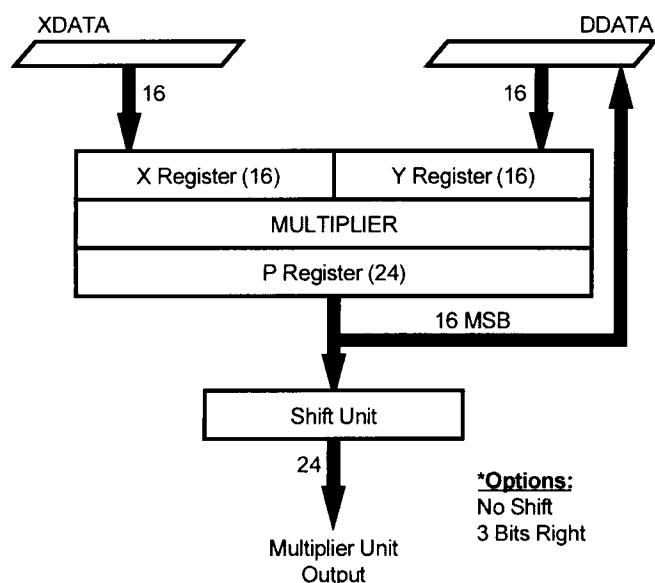 XDATA
DDATA
16
16
X Register (16)
Y Register (16)
MULTIPLIER
P Register (24)
16 MSB
Shift Unit
24
*Options:
No Shift
3 Bits Right
Multiplier Unit
Output